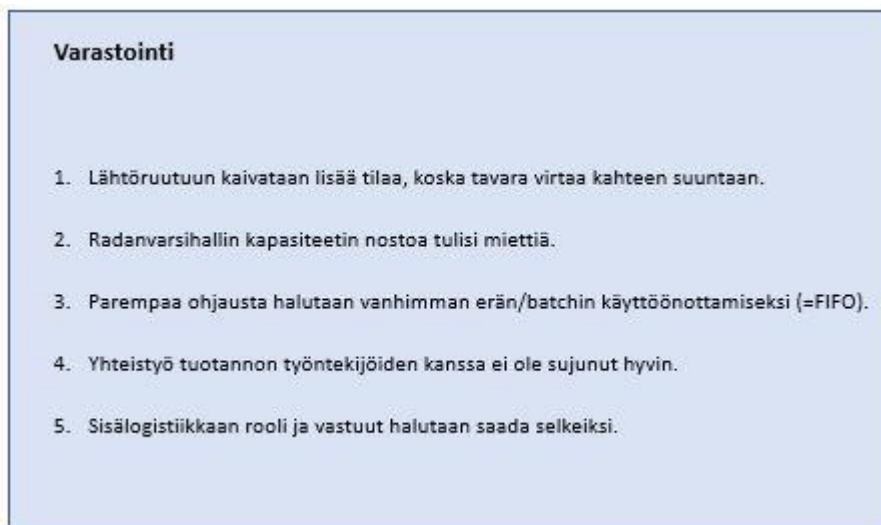 Varastointi
1. Lähtöruutuun kaivataan lisää tilaa, koska tavara virtaa kahteen suuntaan.
2. Radanvarsihallin kapasiteetin nostoa tulisi miettiä.
3. Parempaa ohjausta halutaan vanhimman erän/batchin käyttöönottamiseksi (=FIFO).
4. Yhteistyö tuotannon työntekijöiden kanssa ei ole sujunut hyvin.
5. Sisälogistiikkaan rooli ja vastuut halutaan saada selkeiksi.